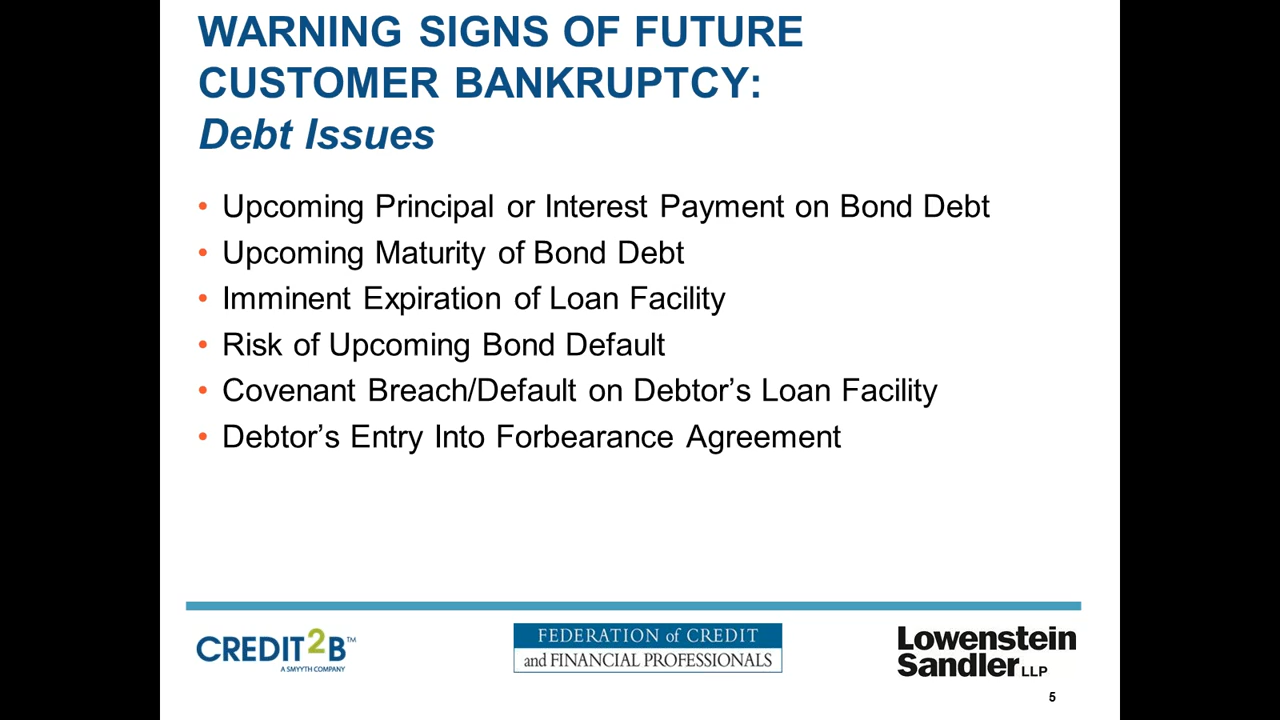 WARNING SIGNS OF FUTURE
CUSTOMER BANKRUPTCY:
Debt Issues
• Upcoming Principal or Interest Payment on Bond Debt
• Upcoming Maturity of Bond Debt
• Imminent Expiration of Loan Facility
• Risk of Upcoming Bond Default
• Covenant Breach/Default on Debtor’s Loan Facility
• Debtor’s Entry Into Forbearance Agreement
CREDIT2B™
A SMYYTH COMPANY
FEDERATION of CREDIT
and FINANCIAL PROFESSIONALS
Lowenstein
Sandler LLP
5